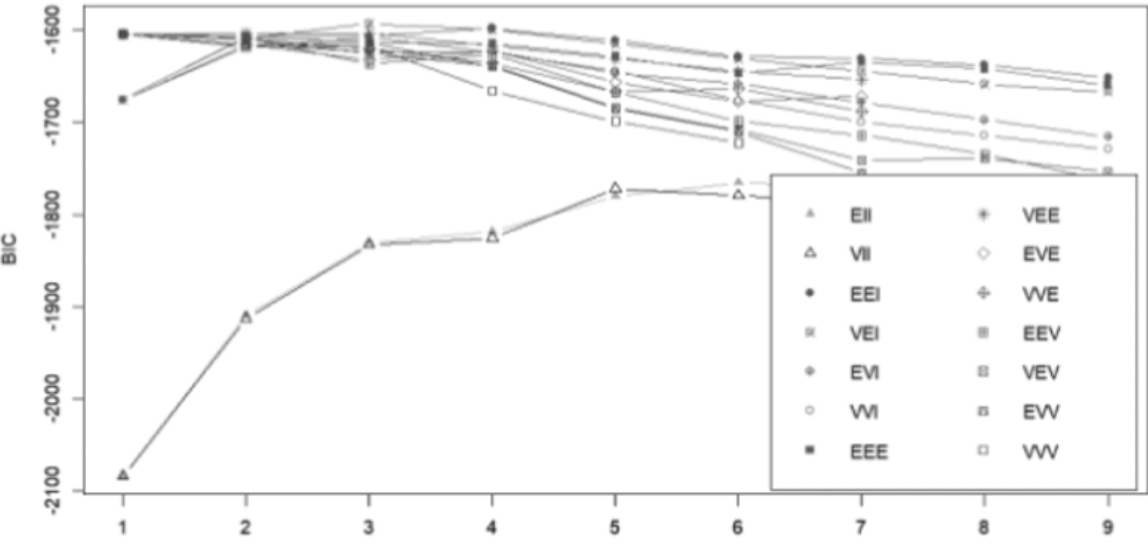 BIC
-1600
-1700
-1800
-1900
-2000
-2100
1 2 3 4 5 6 7 8 9
EII VEE
VII EVE
EEI VVE
VEI EEV
EVI VEV
VVI EVV
EEE VVV